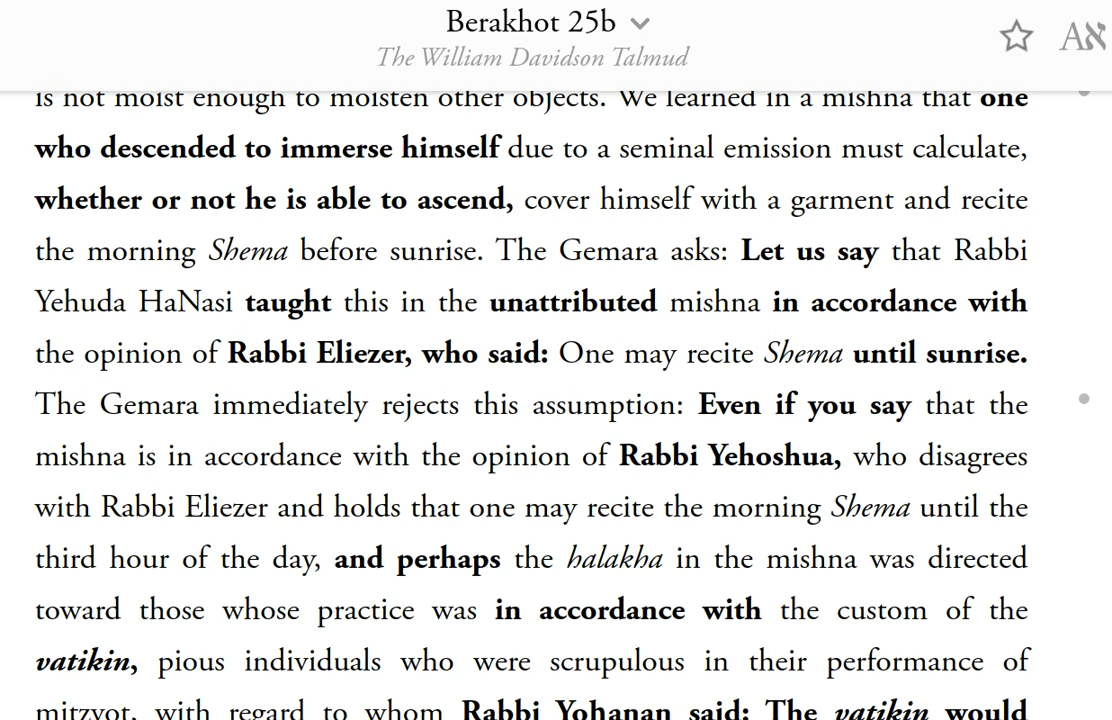 Berakhot 25b
The William Davidson Talmud
is not moist enough to moisten other objects. We learned in a mishna that one
who descended to immerse himself due to a seminal emission must calculate,
whether or not he is able to ascend, cover himself with a garment and recite
the morning Shema before sunrise. The Gemara asks: Let us say that Rabbi
Yehuda HaNasi taught this in the unattributed mishna in accordance with
the opinion of Rabbi Eliezer, who said: One may recite Shema until sunrise.
The Gemara immediately rejects this assumption: Even if you say that the
mishna is in accordance with the opinion of Rabbi Yehoshua, who disagrees
with Rabbi Eliezer and holds that one may recite the morning Shema until the
third hour of the day, and perhaps the halakha in the mishna was directed
toward those whose practice was in accordance with the custom of the
vatikin, pious individuals who were scrupulous in their performance of
mitzvot, with regard to whom Rabbi Yoḥanan said: The vatikin would